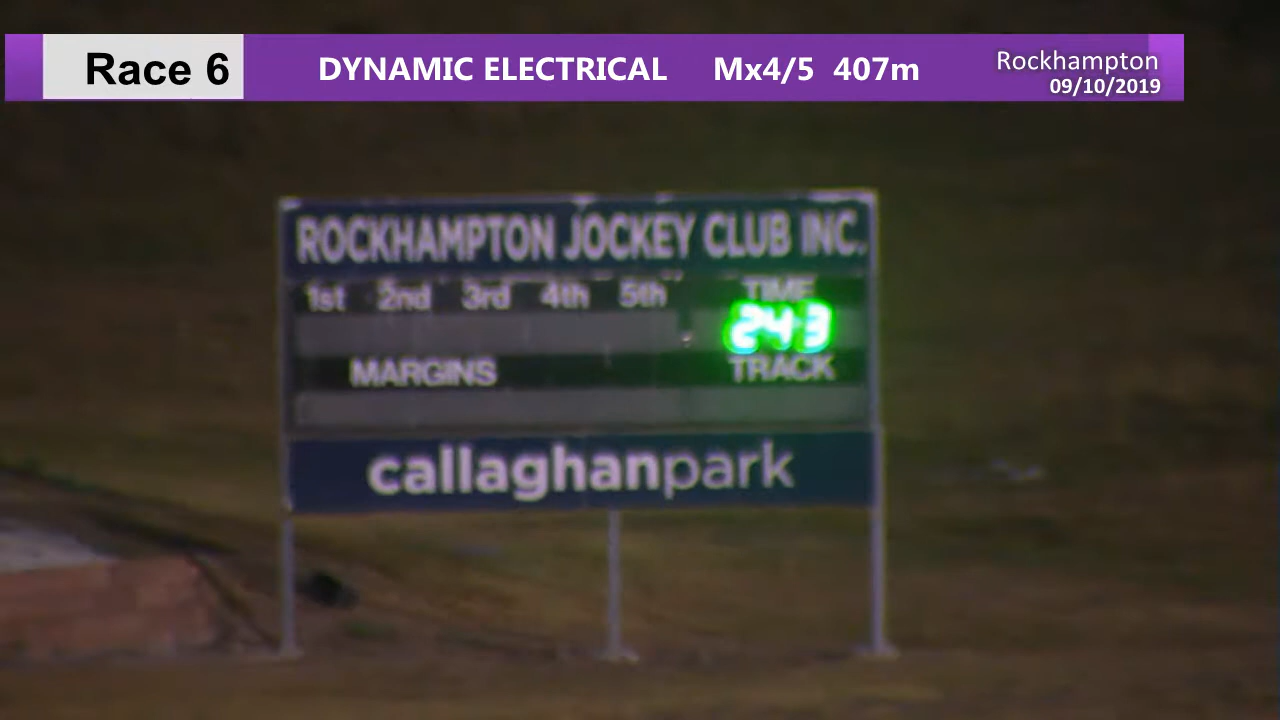 Race 6 DYNAMIC ELECTRICAL Mx4/5 407m Rockhampton
09/10/2019
ROCKHAMPTON JOCKEY CLUB INC.
1st 2nd 3rd 4th 5th TIME
243
MARGINS TRACK
callaghanpark